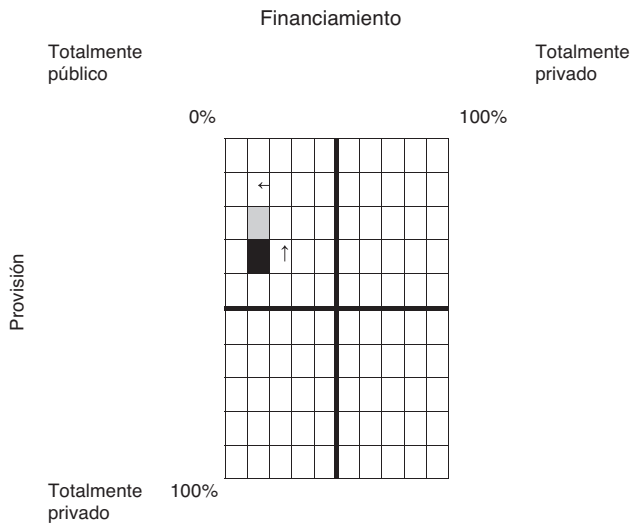 Financiamiento
Totalmente
público
Totalmente
privado
0%
100%
←
↑
Provisión
Totalmente
privado
100%